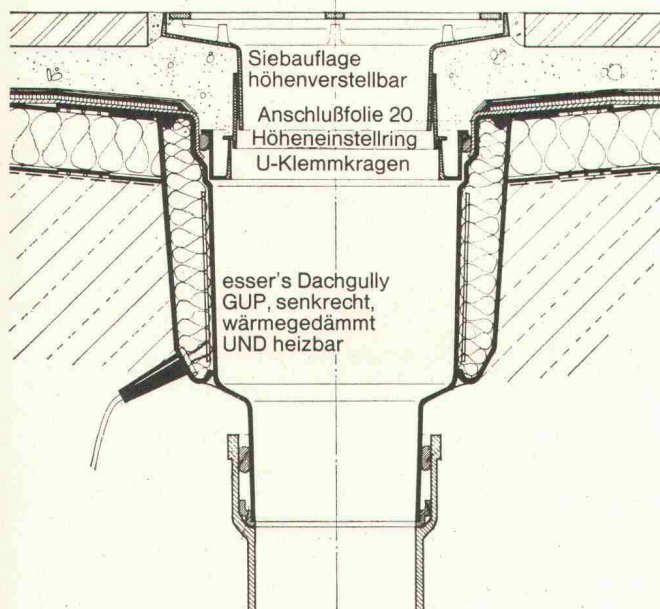 Siebauflage
höhenverstellbar
Anschlußfolie 20
Höheneinstellring
U-Klemmkragen
esser's Dachgully
GUP, senkrecht,
wärmegedämmt
UND heizbar